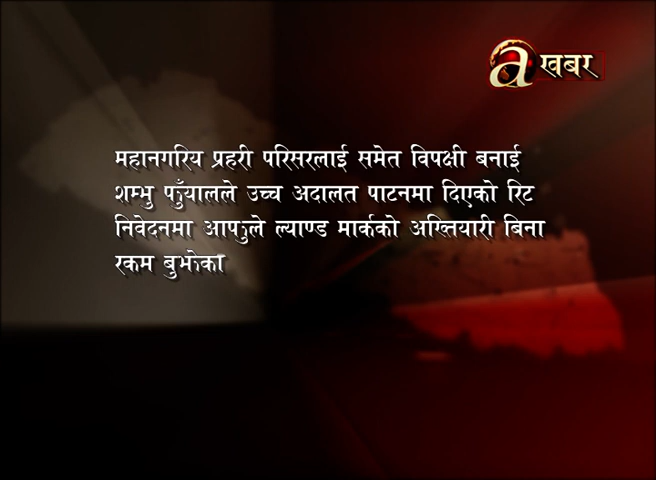 a खबर
महानगरिय प्रहरी परिसरलाई समेत विपक्षी बनाई
शम्भु फुँयालले उच्च अदालत पाटनमा दिएको रिट
निवेदनमा आफुले ल्याण्ड मार्कको अख्तियारी बिना
रकम बुझेका